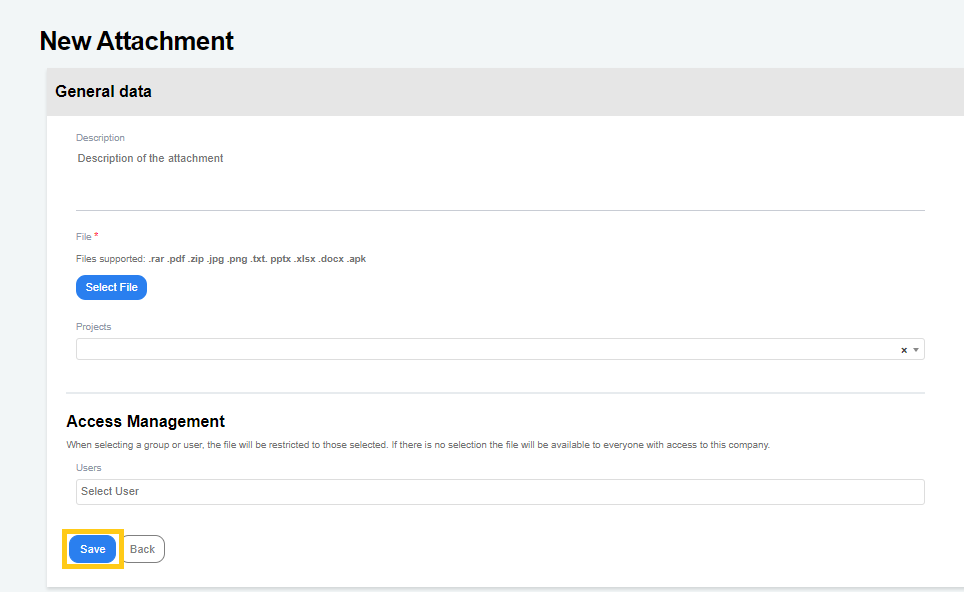 New Attachment
General data
Description
Description of the attachment
File *
Files supported: .rar .pdf .zip .jpg .png .txt. pptx .xlsx .docx .apk
Select File
Projects
×
Access Management
When selecting a group or user, the file will be restricted to those selected. If there is no selection the file will be available to everyone with access to this company.
Users
Select User
Save Back